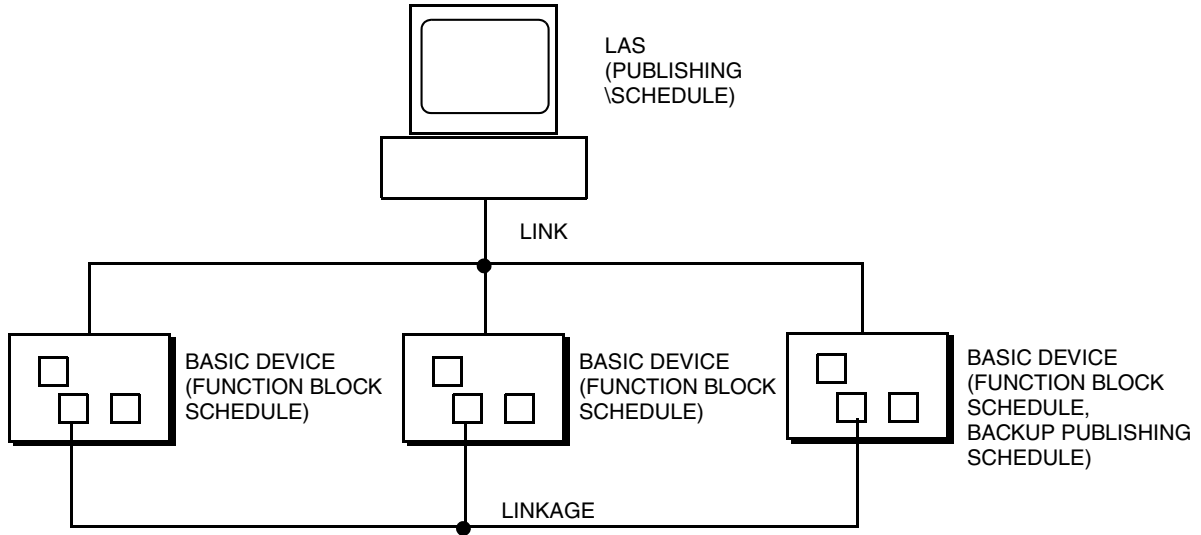 LAS
(PUBLISHING
\SCHEDULE)
LINK
BASIC DEVICE
(FUNCTION BLOCK
SCHEDULE)
BASIC DEVICE
(FUNCTION BLOCK
SCHEDULE)
BASIC DEVICE
(FUNCTION BLOCK
SCHEDULE,
BACKUP PUBLISHING
SCHEDULE)
LINKAGE